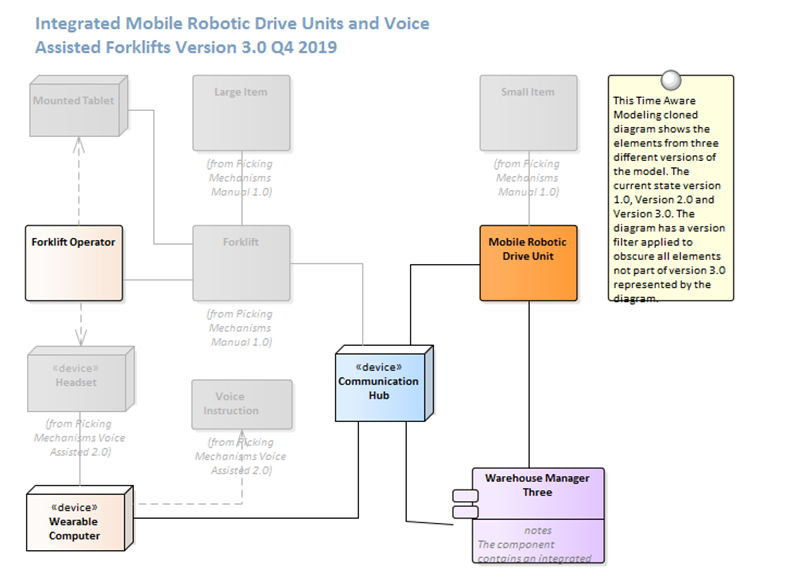 Integrated Mobile Robotic Drive Units and Voice
Assisted Forklifts Version 3.0 Q4 2019
Mounted Tablet
Large Item
(from Picking
Mechanisms
Manual 1.0)
Small Item
(from Picking
Mechanisms
Manual 1.0)
This Time Aware
Modeling cloned
diagram shows the
elements from three
different versions of
the model. The
current state version
1.0, Version 2.0 and
Version 3.0. The
diagram has a version
filter applied to
obscure all elements
not part of version 3.0
represented by the
diagram.
Forklift Operator
Forklift
(from Picking
Mechanisms
Manual 1.0)
Mobile Robotic
Drive Unit
«device»
Headset
(from Picking
Mechanisms Voice
Assisted 2.0)
Voice
Instruction
(from Picking
Mechanisms Voice
Assisted 2.0)
«device»
Communication
Hub
«device»
Wearable
Computer
Warehouse Manager
Three
notes
The component
contains an integrated